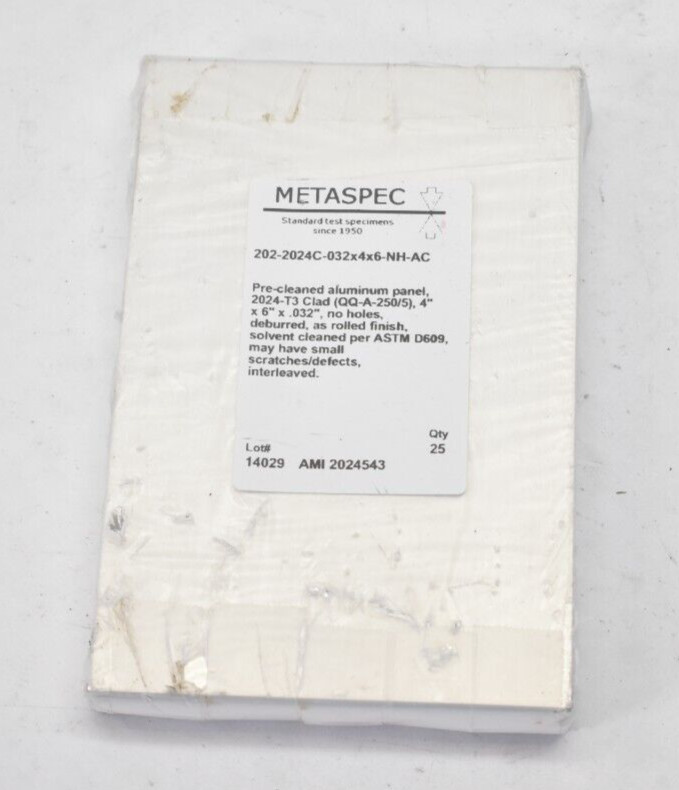 METASPEC
Standard test specimens
since 1950
202-2024C-032x4x6-NH-AC
Pre-cleaned aluminum panel,
2024-T3 Clad (QQ-A-250/5), 4"
x 6" x .032", no holes,
deburred, as rolled finish,
solvent cleaned per ASTM D609,
may have small
scratches/defects,
interleaved.
Qty
Lot# 25
14029 AMI 2024543